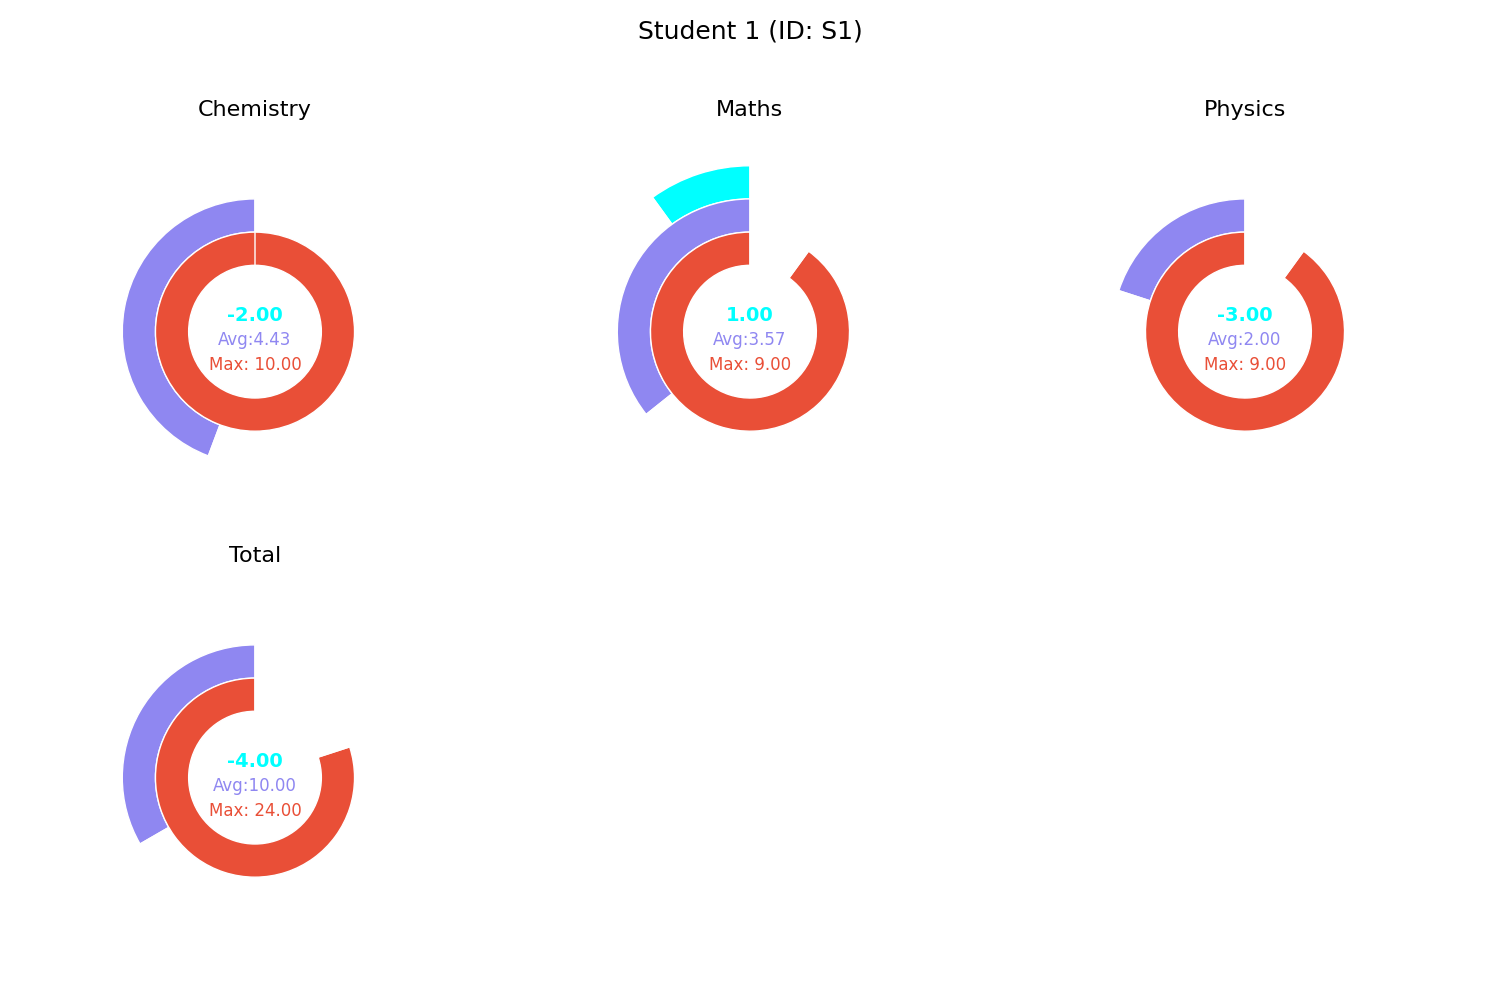 Student 1 (ID: S1)
Chemistry
-2.00
Avg:4.43
Max: 10.00
Maths
1.00
Avg:3.57
Max: 9.00
Physics
-3.00
Avg:2.00
Max: 9.00
Total
-4.00
Avg:10.00
Max: 24.00